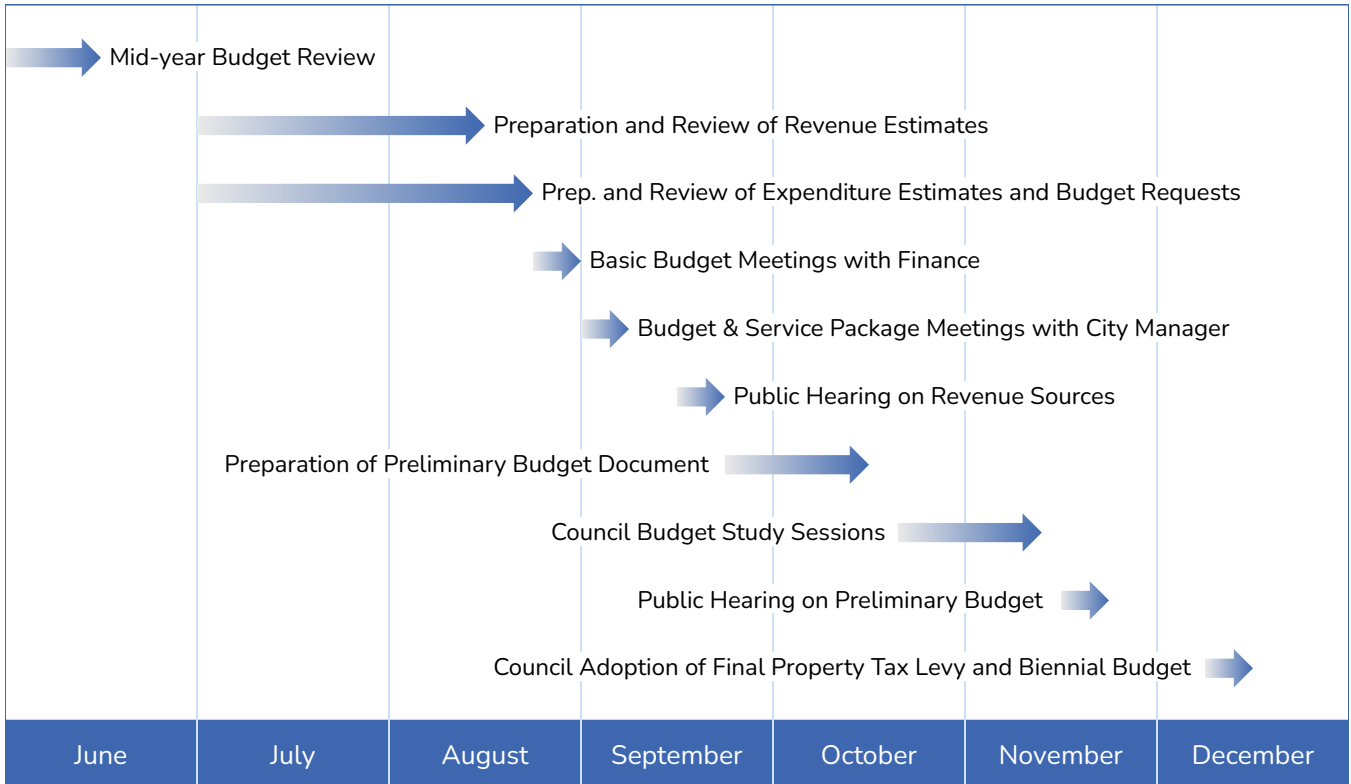 Mid-year Budget Review
Preparation and Review of Revenue Estimates
Prep. and Review of Expenditure Estimates and Budget Requests
Basic Budget Meetings with Finance
Budget & Service Package Meetings with City Manager
Public Hearing on Revenue Sources
Preparation of Preliminary Budget Document
Council Budget Study Sessions
Public Hearing on Preliminary Budget
Council Adoption of Final Property Tax Levy and Biennial Budget
June July August September October November December